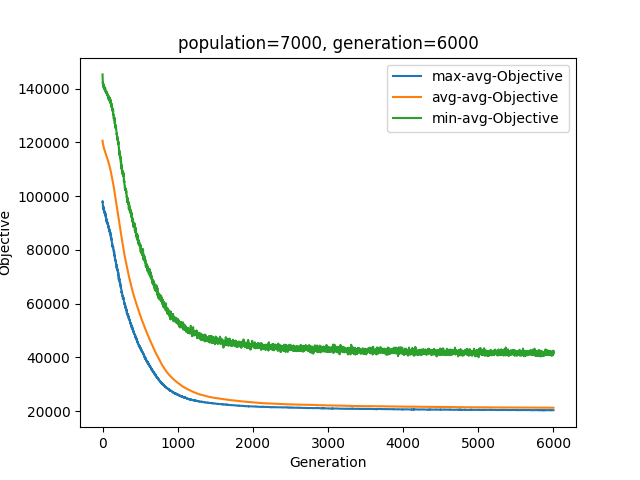 population=7000, generation=6000
max-avg-Objective
avg-avg-Objective
min-avg-Objective
140000
120000
100000
80000
60000
40000
20000
Objective
0 1000 2000 3000 4000 5000 6000
Generation